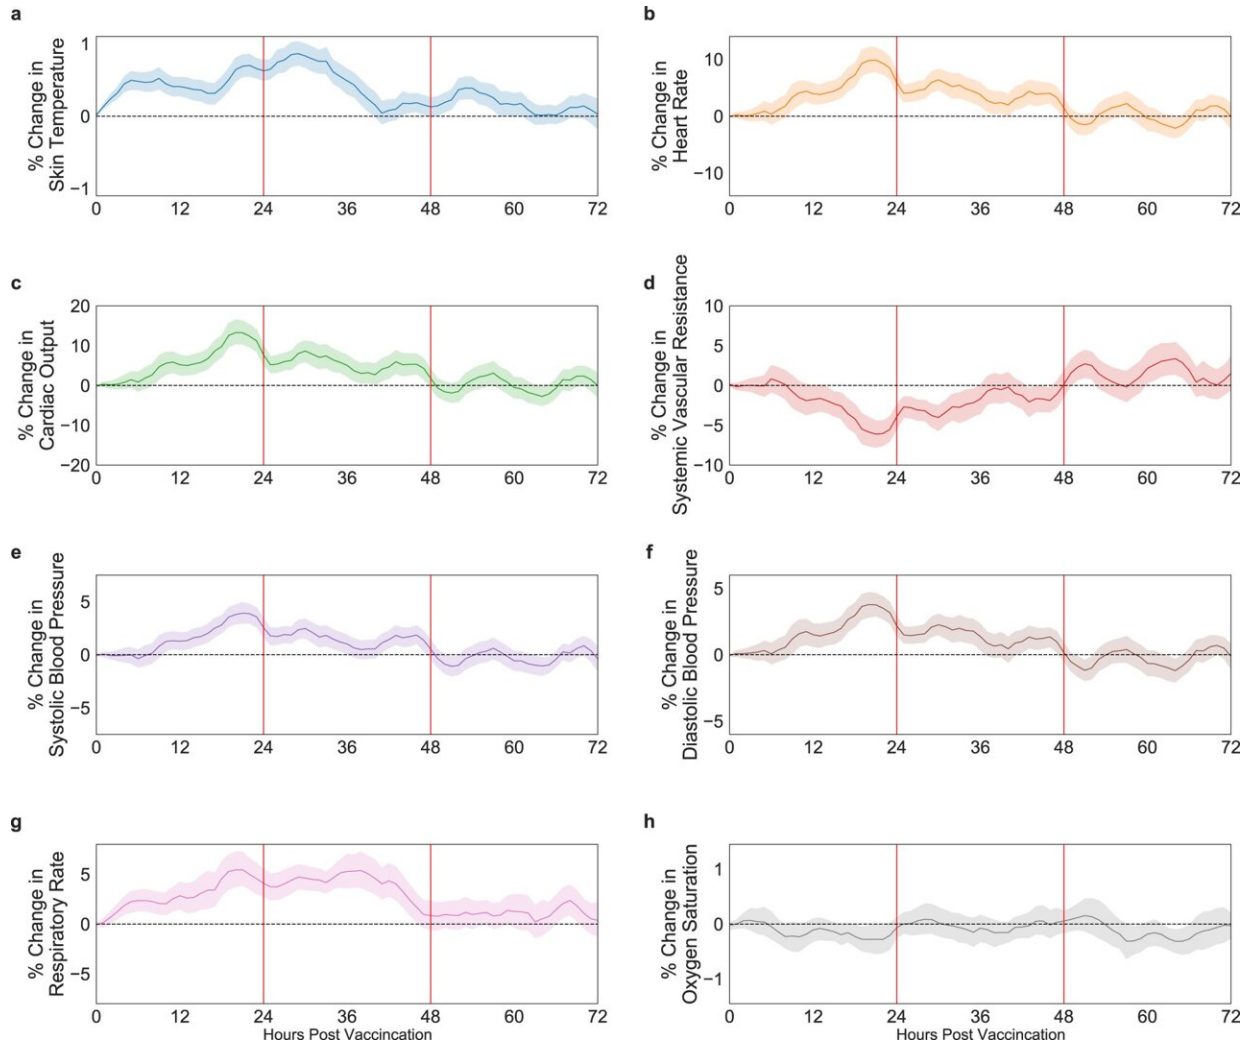 a
% Change in
Skin Temperature
1
0
−1
0 12 24 36 48 60 72
b
% Change in
Heart Rate
10
0
−10
0 12 24 36 48 60 72
c
% Change in
Cardiac Output
20
10
0
−10
−20
0 12 24 36 48 60 72
d
% Change in
Systemic Vascular Resistance
10
5
0
−5
−10
0 12 24 36 48 60 72
e
% Change in
Systolic Blood Pressure
5
0
−5
0 12 24 36 48 60 72
f
% Change in
Diastolic Blood Pressure
5
0
−5
0 12 24 36 48 60 72
g
% Change in
Respiratory Rate
5
0
−5
0 12 24 36 48 60 72
Hours Post Vaccincation
h
% Change in
Oxygen Saturation
1
0
−1
0 12 24 36 48 60 72
Hours Post Vaccincation